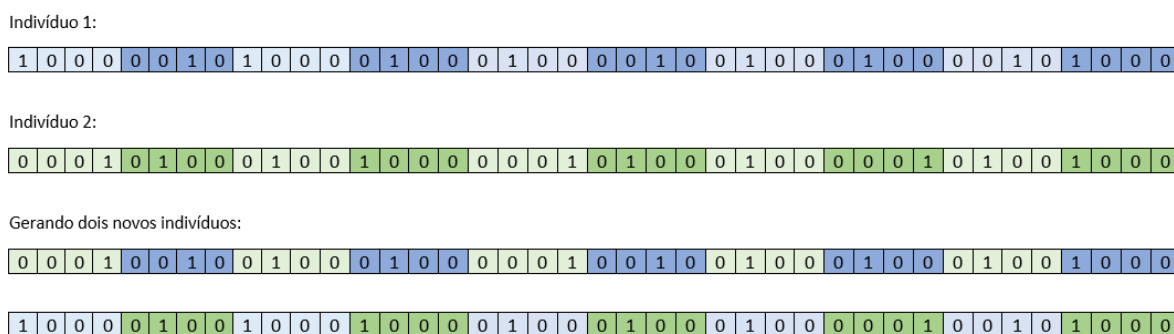 Indivíduo 1:
1 0 0 0 0 0 1 0 1 0 0 0 0 1 0 0 0 1 0 0 0 0 1 0 0 1 0 0 0 1 0 0 0 0 1 0 1 0 0 0
Indivíduo 2:
0 0 0 1 0 1 0 0 0 1 0 0 1 0 0 0 0 0 0 1 0 1 0 0 0 1 0 0 0 0 0 1 0 1 0 0 1 0 0 0
Gerando dois novos indivíduos:
0 0 0 1 0 0 1 0 0 1 0 0 0 1 0 0 0 0 0 1 0 0 1 0 0 1 0 0 0 1 0 0 0 1 0 0 1 0 0 0
1 0 0 0 0 1 0 0 1 0 0 0 1 0 0 0 0 1 0 0 0 1 0 0 0 1 0 0 0 0 0 1 0 0 1 0 1 0 0 0